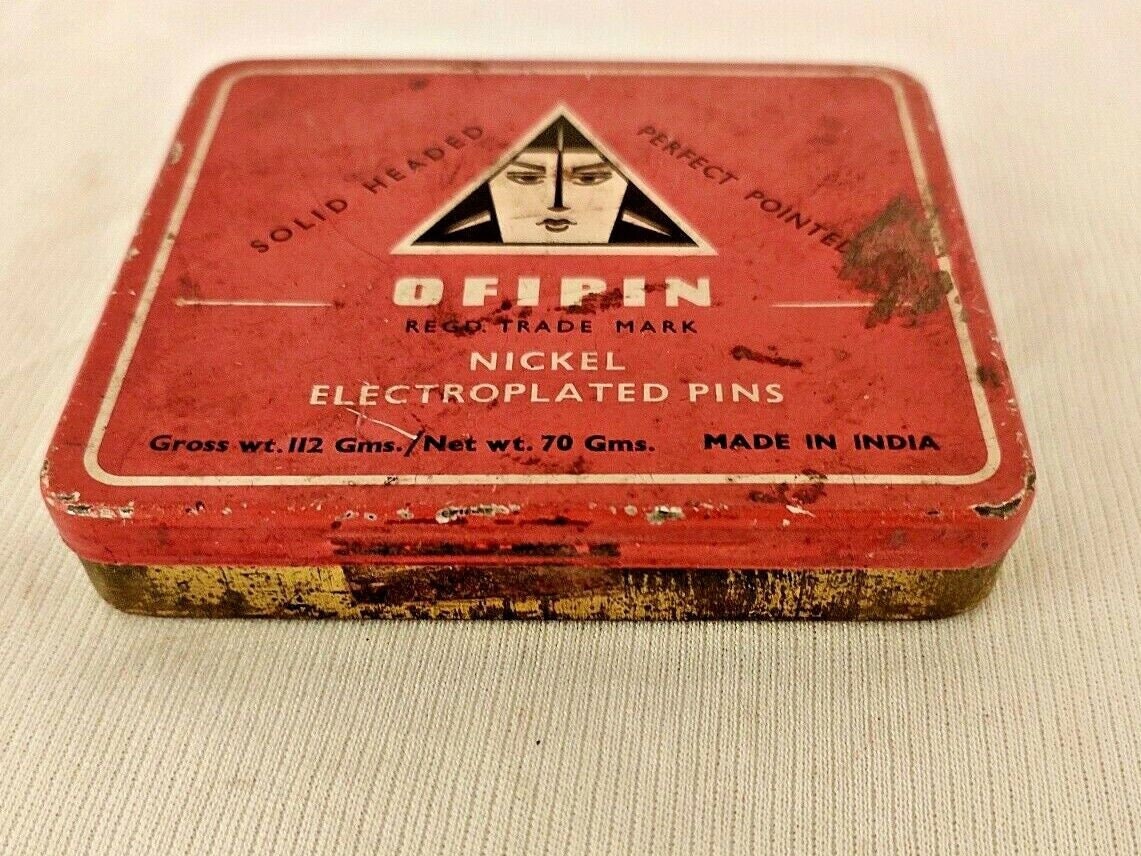 SOLID HEADED
PERFECT POINTED
OFIPIN
REGD. TRADE MARK
NICKEL
ELECTROPLATED PINS
Gross wt. 112 Gms./Net wt. 70 Gms. MADE IN INDIA